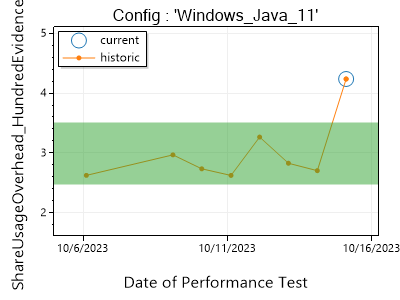 Config : 'Windows_Java_11'
ShareUsageOverhead_HundredEvidence
5
4
3
2
current
historic
10/6/2023
10/11/2023
10/16/2023
Date of Performance Test